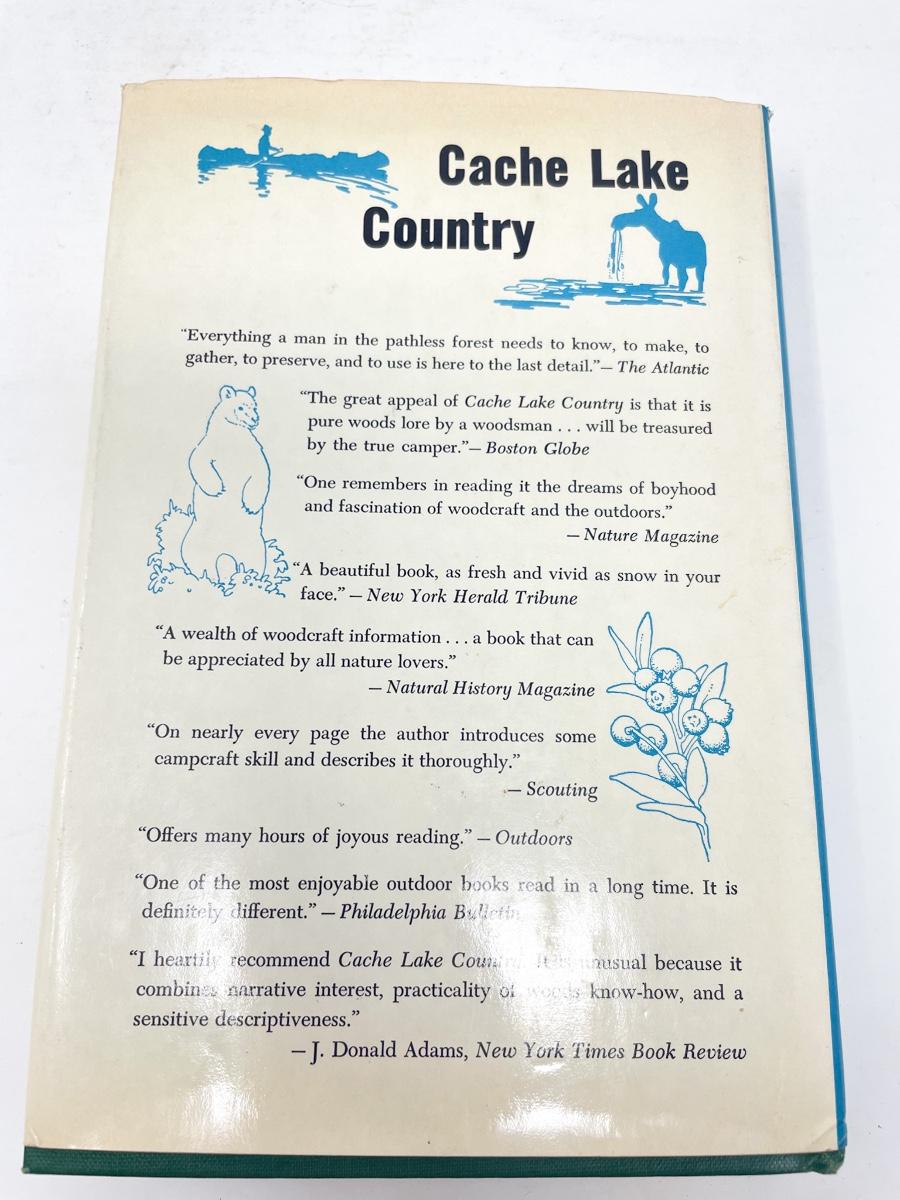 Cache Lake
Country
"Everything a man in the pathless forest needs to know, to make, to
gather, to preserve, and to use is here to the last detail."— The Atlantic
"The great appeal of Cache Lake Country is that it is
pure woods lore by a woodsman . . . will be treasured
by the true camper."— Boston Globe
"One remembers in reading it the dreams of boyhood
and fascination of woodcraft and the outdoors."
— Nature Magazine
"A beautiful book, as fresh and vivid as snow in your
face." — New York Herald Tribune
"A wealth of woodcraft information . . . a book that can
be appreciated by all nature lovers."
— Natural History Magazine
"On nearly every page the author introduces some
campcraft skill and describes it thoroughly."
— Scouting
"Offers many hours of joyous reading." — Outdoors
"One of the most enjoyable outdoor books read in a long time. It is
definitely different." — Philadelphia Bulletin
"I heartily recommend Cache Lake Country. It is unusual because it
combines narrative interest, practicality of woods know-how, and a
sensitive descriptiveness."
— J. Donald Adams, New York Times Book Review